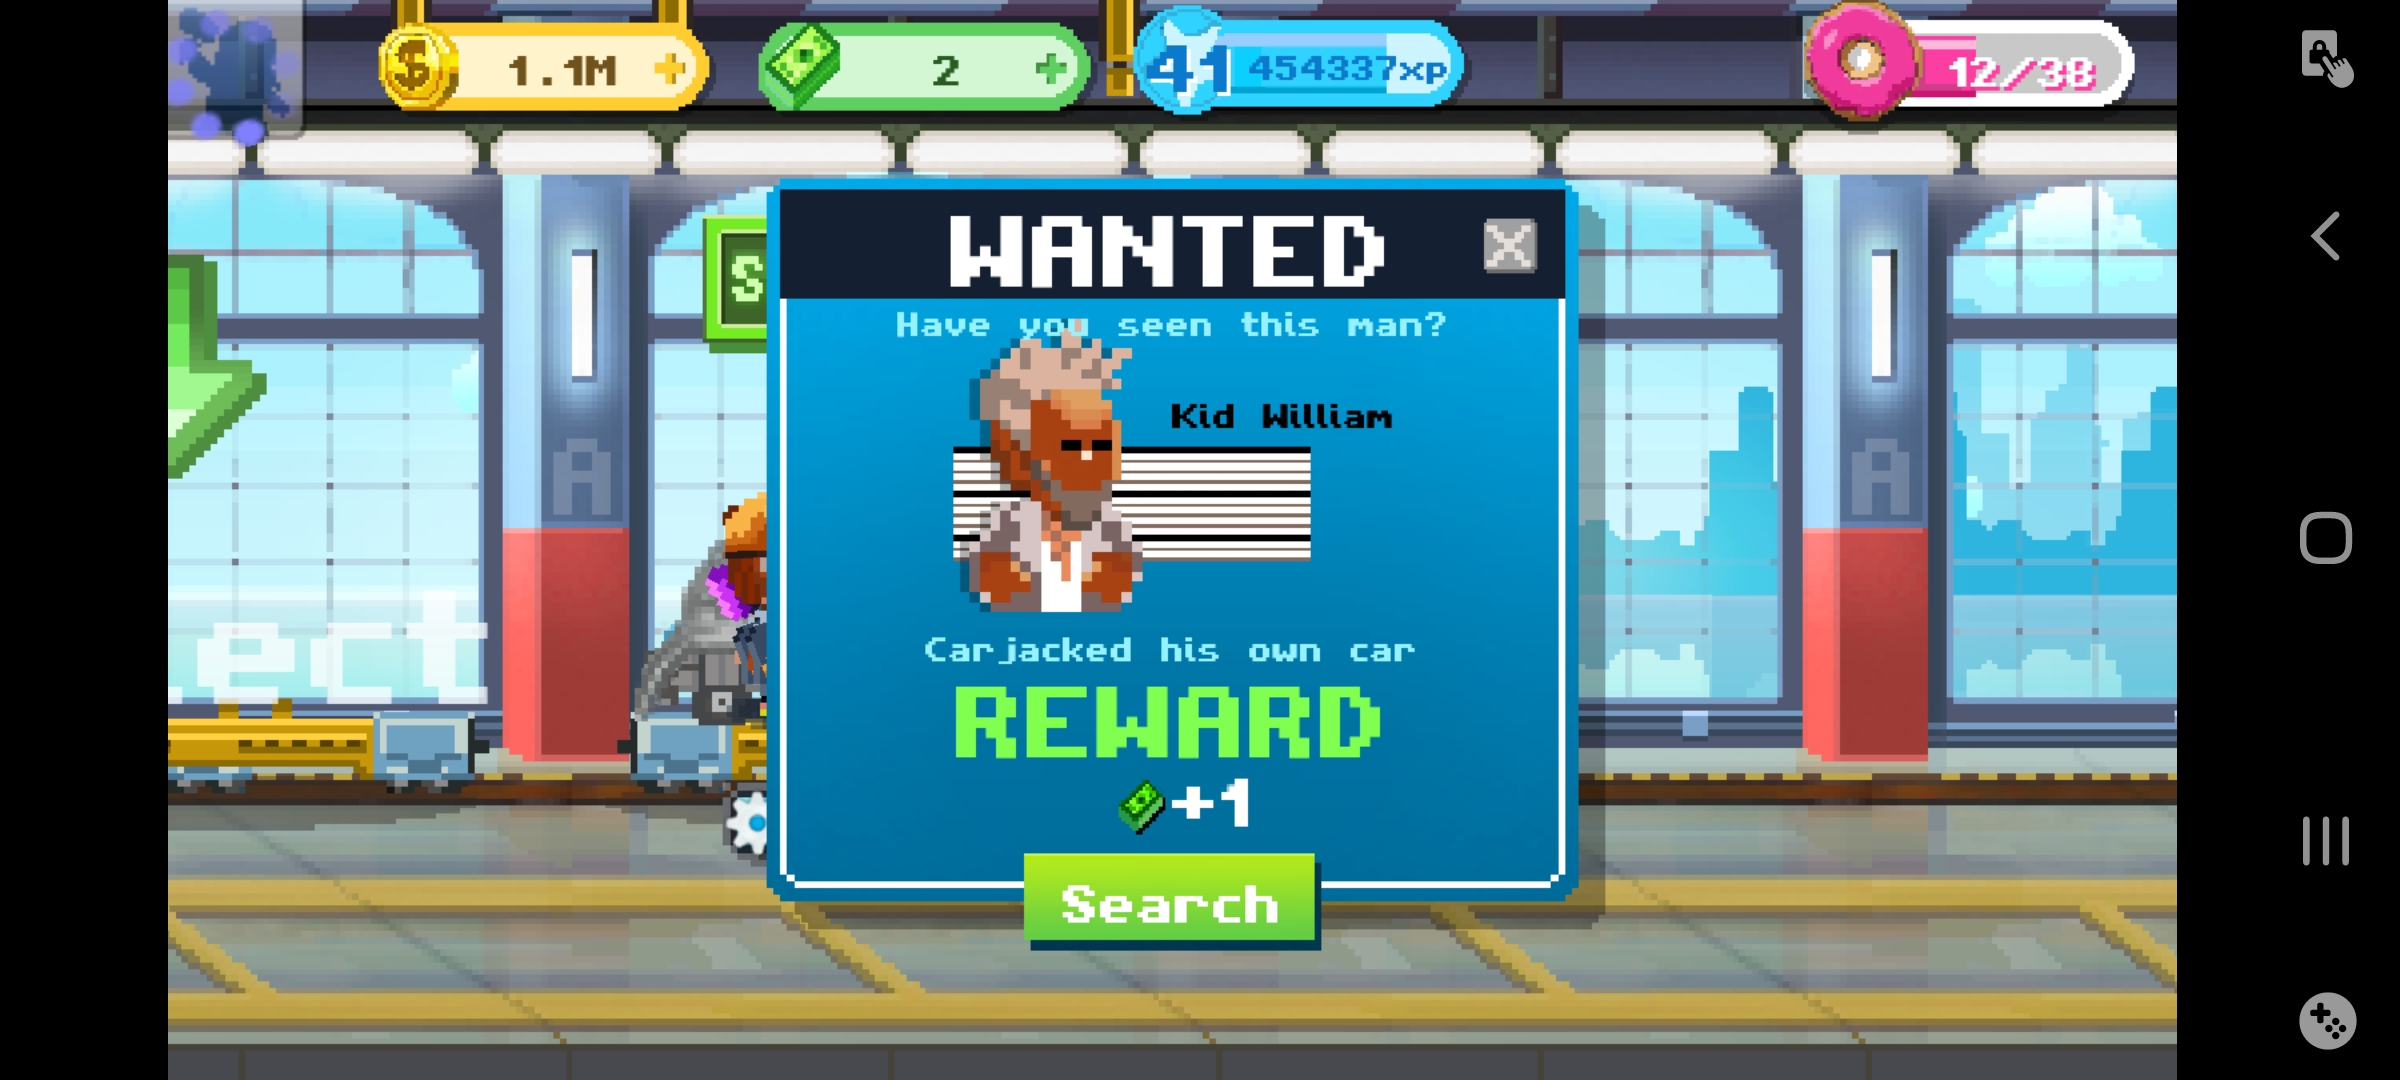 1.1M
2
41 454337xp
12/38
WANTED
Have you seen this man?
Kid William
Carjacked his own car
REWARD
+1
Search
S
A
A
ect